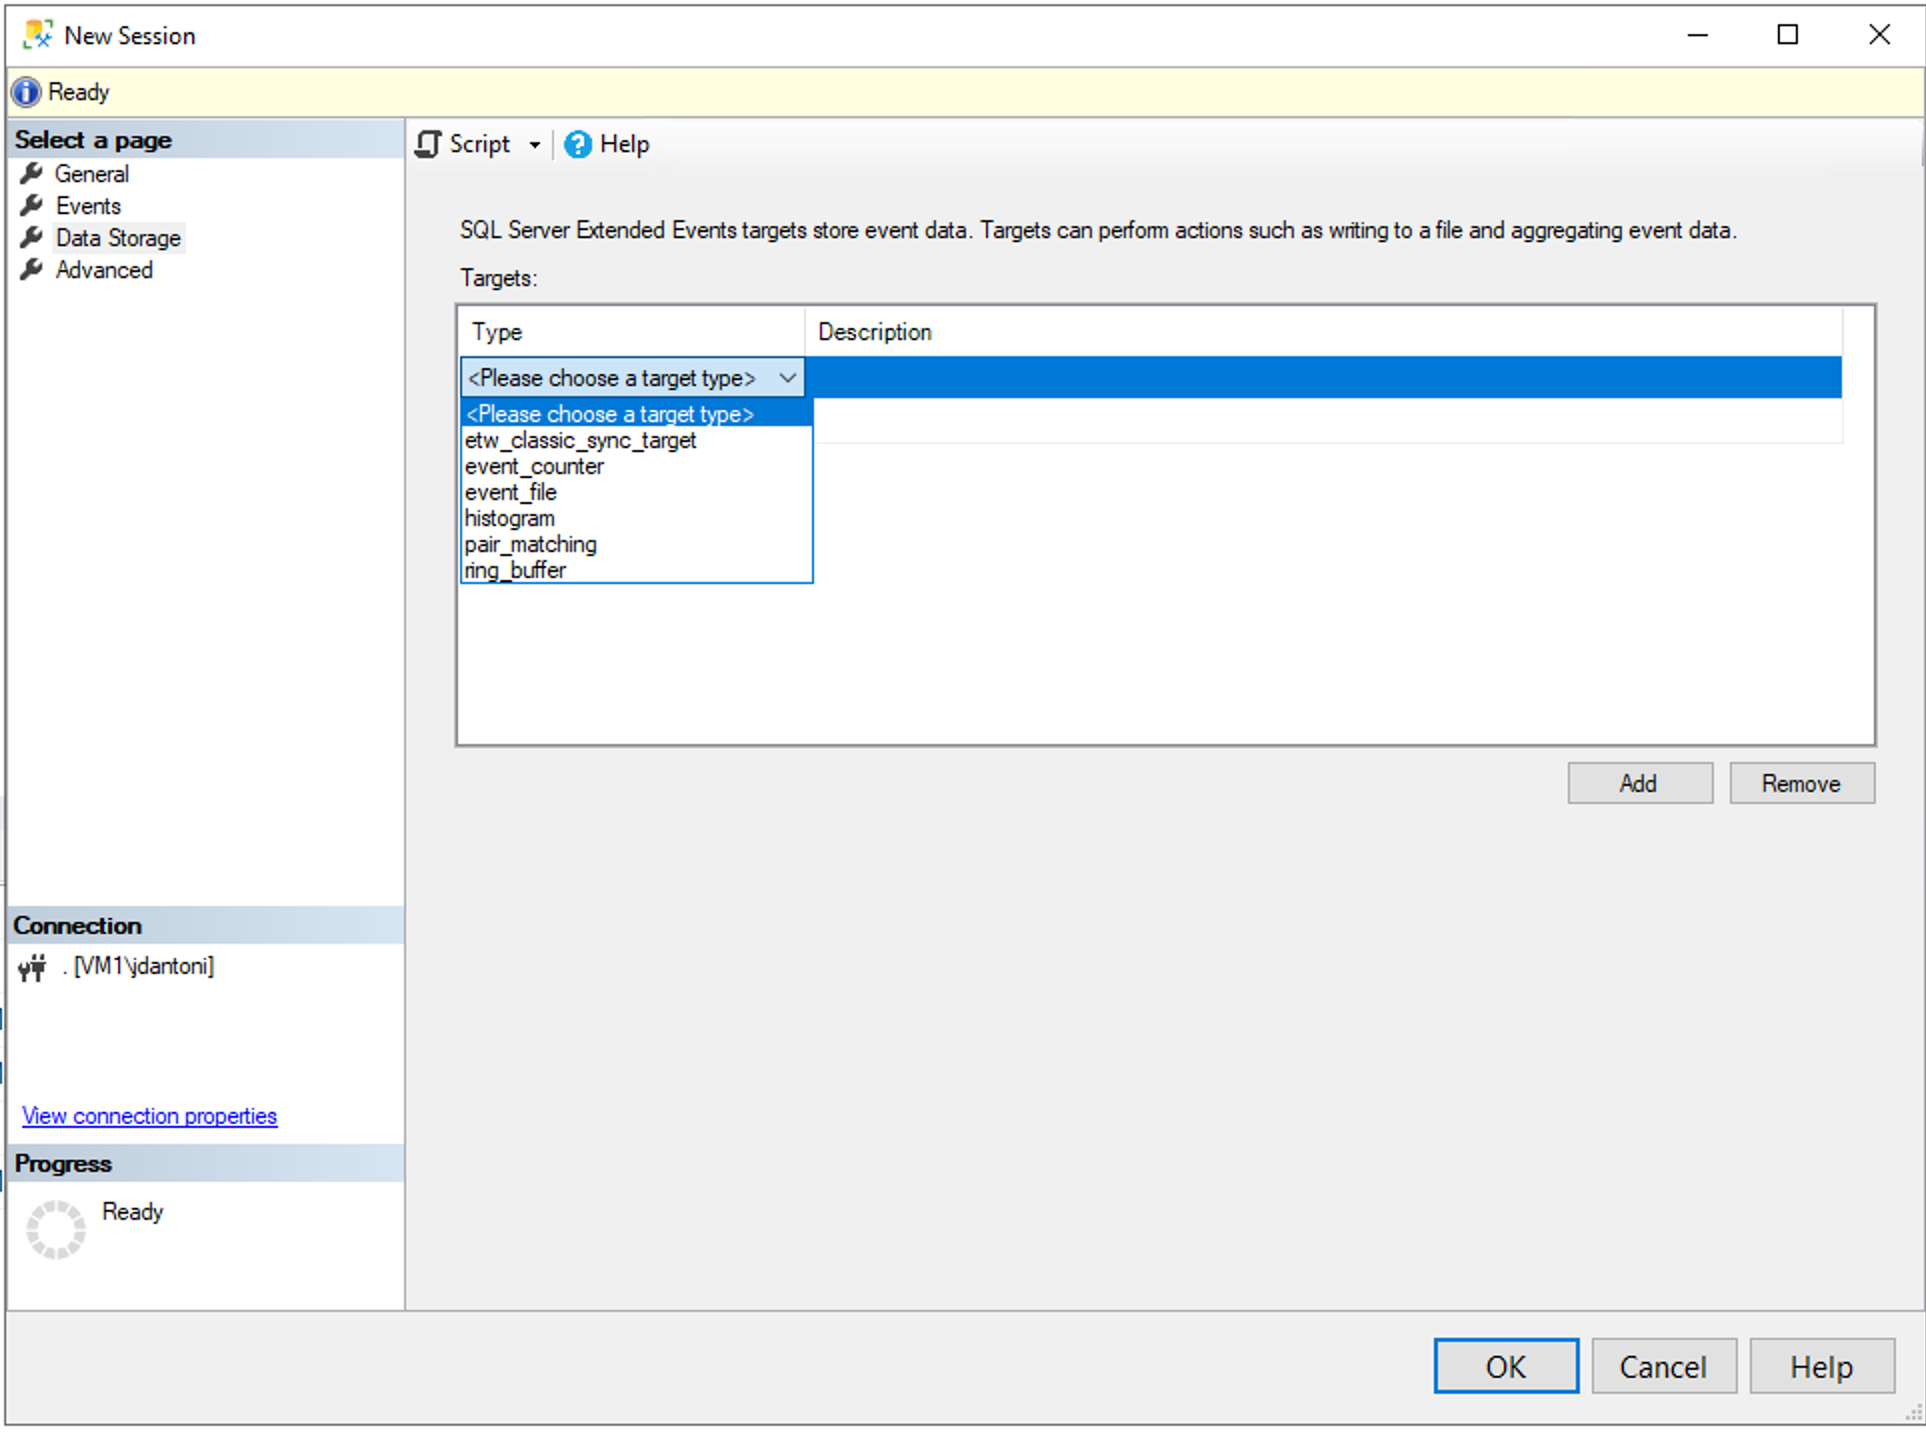 New Session
Ready
Select a page
General
Events
Data Storage
Advanced
Script
Help
SQL Server Extended Events targets store event data. Targets can perform actions such as writing to a file and aggregating event data.
Targets:
Type Description
<Please choose a target type>
<Please choose a target type>
etw_classic_sync_target
event_counter
event_file
histogram
pair_matching
ring_buffer
Add Remove
Connection
. [VM1\jdantoni]
View connection properties
Progress
Ready
OK Cancel Help